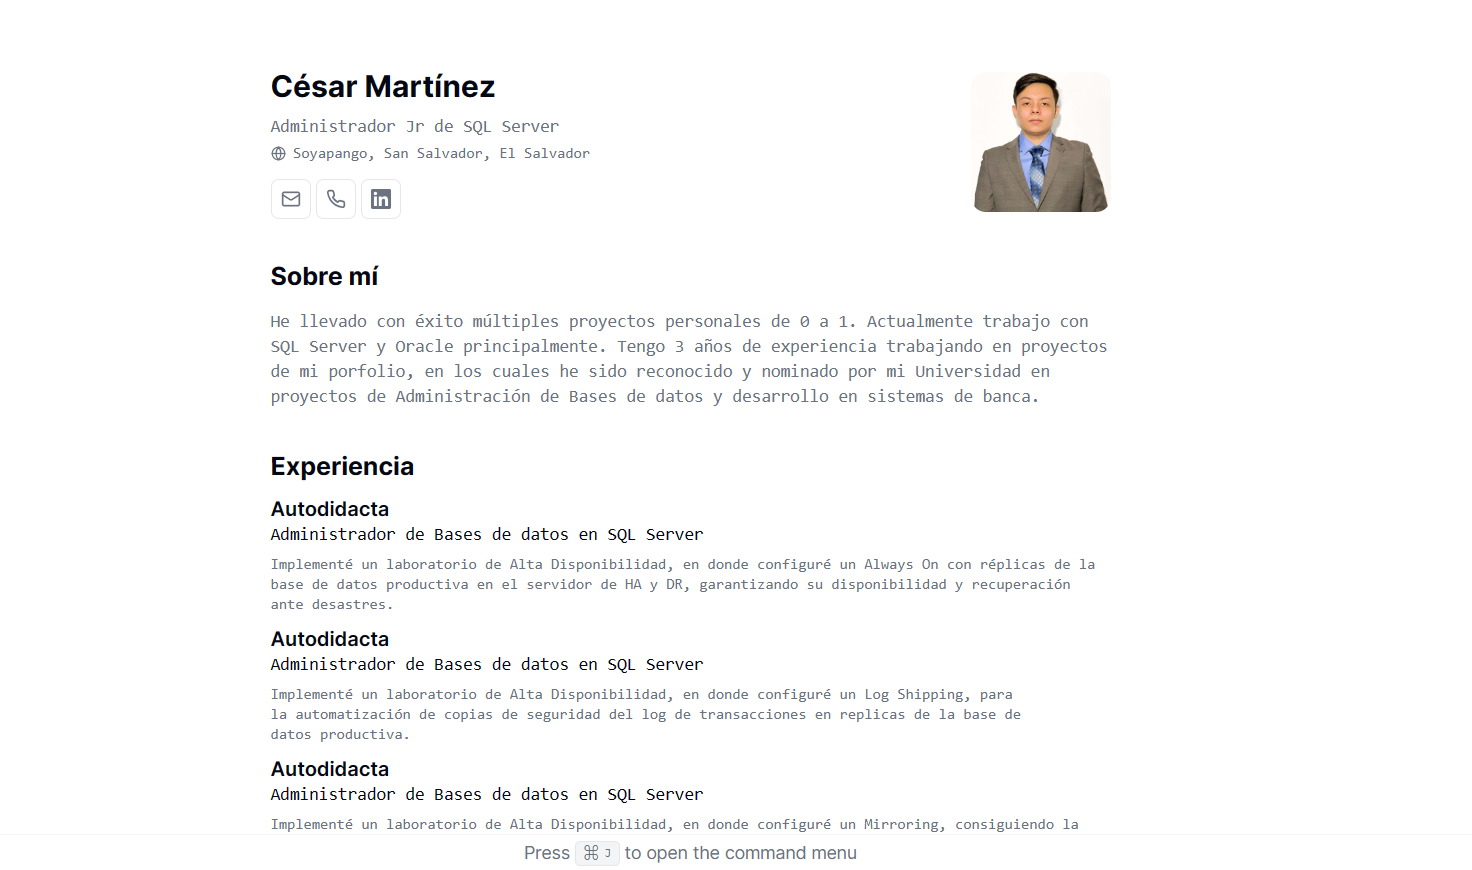 César Martínez
Administrador Jr de SQL Server
Soyapango, San Salvador, El Salvador
in
Sobre mí
He llevado con éxito múltiples proyectos personales de 0 a 1. Actualmente trabajo con
SQL Server y Oracle principalmente. Tengo 3 años de experiencia trabajando en proyectos
de mi porfolio, en los cuales he sido reconocido y nominado por mi Universidad en
proyectos de Administración de Bases de datos y desarrollo en sistemas de banca.
Experiencia
Autodidacta
Administrador de Bases de datos en SQL Server
Implementé un laboratorio de Alta Disponibilidad, en donde configuré un Always On con réplicas de la
base de datos productiva en el servidor de HA y DR, garantizando su disponibilidad y recuperación
ante desastres.
Autodidacta
Administrador de Bases de datos en SQL Server
Implementé un laboratorio de Alta Disponibilidad, en donde configuré un Log Shipping, para
la automatización de copias de seguridad del log de transacciones en replicas de la base de
datos productiva.
Autodidacta
Administrador de Bases de datos en SQL Server
Implementé un laboratorio de Alta Disponibilidad, en donde configuré un Mirroring, consiguiendo la
Press ⌘ J to open the command menu